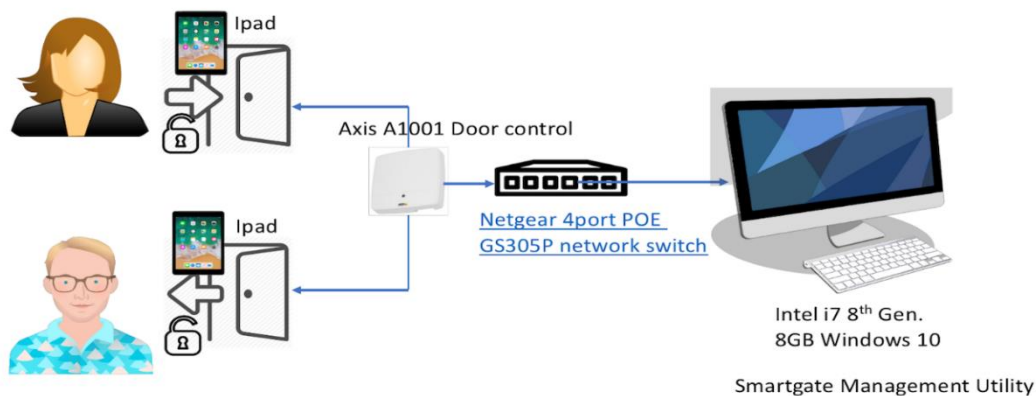 Ipad
Axis A1001 Door control
Ipad
Netgear 4port POE
GS305P network switch
Intel i7 8th Gen.
8GB Windows 10
Smartgate Management Utility